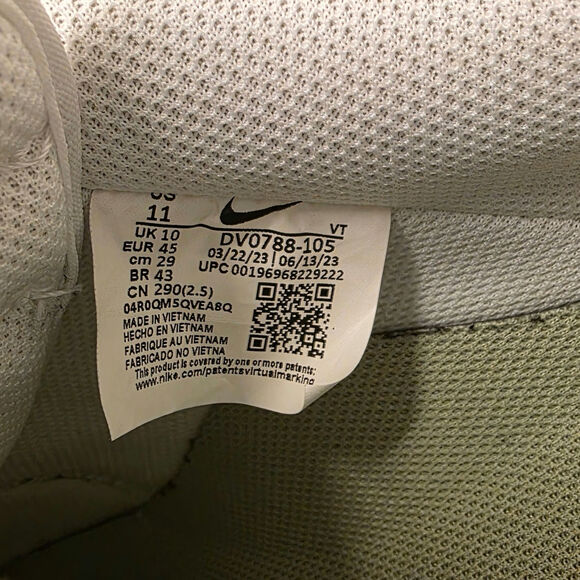 US
11
UK 10
EUR 45
cm 29
BR 43
CN 290(2.5)
04R0QM5QVEA8Q
VT
DV0788-105
03/22/23 | 06/13/23
UPC 00196968229222
MADE IN VIETNAM
HECHO EN VIETNAM
FABRIQUE AU VIETNAM
FABRICADO NO VIETNA
This product is covered by one or more patents:
www.nike.com/patentsvirtualmarking